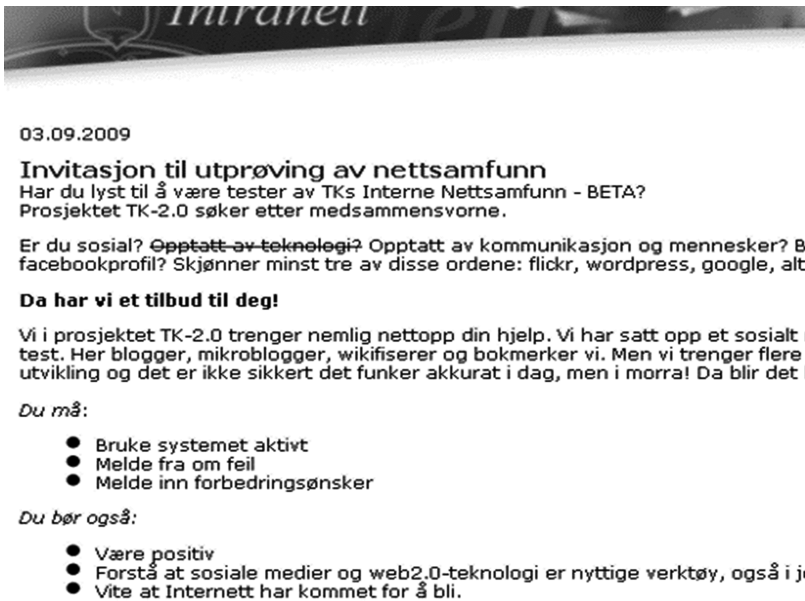 Intranett
03.09.2009
Invitasjon til utprøving av nettsamfunn
Har du lyst til å være tester av TKs Interne Nettsamfunn - BETA?
Prosjektet TK-2.0 søker etter medsammensvorne.
Er du sosial? Opptatt av teknologi? Opptatt av kommunikasjon og mennesker? B
facebookprofil? Skjønner minst tre av disse ordene: flickr, wordpress, google, alt
Da har vi et tilbud til deg!
Vi i prosjektet TK-2.0 trenger nemlig nettopp din hjelp. Vi har satt opp et sosialt
test. Her blogger, mikroblogger, wikifiserer og bokmerker vi. Men vi trenger flere
utvikling og det er ikke sikkert det funker akkurat i dag, men i morra! Da blir det
Du må:
Bruke systemet aktivt
Melde fra om feil
Melde inn forbedringsønsker
Du bør også:
Være positiv
Forstå at sosiale medier og web2.0-teknologi er nyttige verktøy, også i j
Vite at Internett har kommet for å bli.